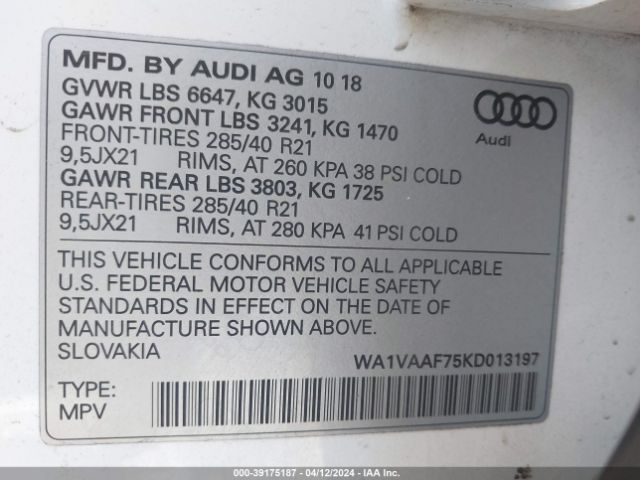 MFD. BY AUDI AG 10 18
GVWR LBS 6647, KG 3015
GAWR FRONT LBS 3241, KG 1470
FRONT-TIRES 285/40 R21
9,5JX21 RIMS, AT 260 KPA 38 PSI COLD
GAWR REAR LBS 3803, KG 1725
REAR-TIRES 285/40 R21
9,5JX21 RIMS, AT 280 KPA 41 PSI COLD
Audi
THIS VEHICLE CONFORMS TO ALL APPLICABLE
U.S. FEDERAL MOTOR VEHICLE SAFETY
STANDARDS IN EFFECT ON THE DATE OF
MANUFACTURE SHOWN ABOVE.
SLOVAKIA WA1VAAF75KD013197
TYPE:
MPV
000-39175187 - 04/12/2024 - IAA Inc.